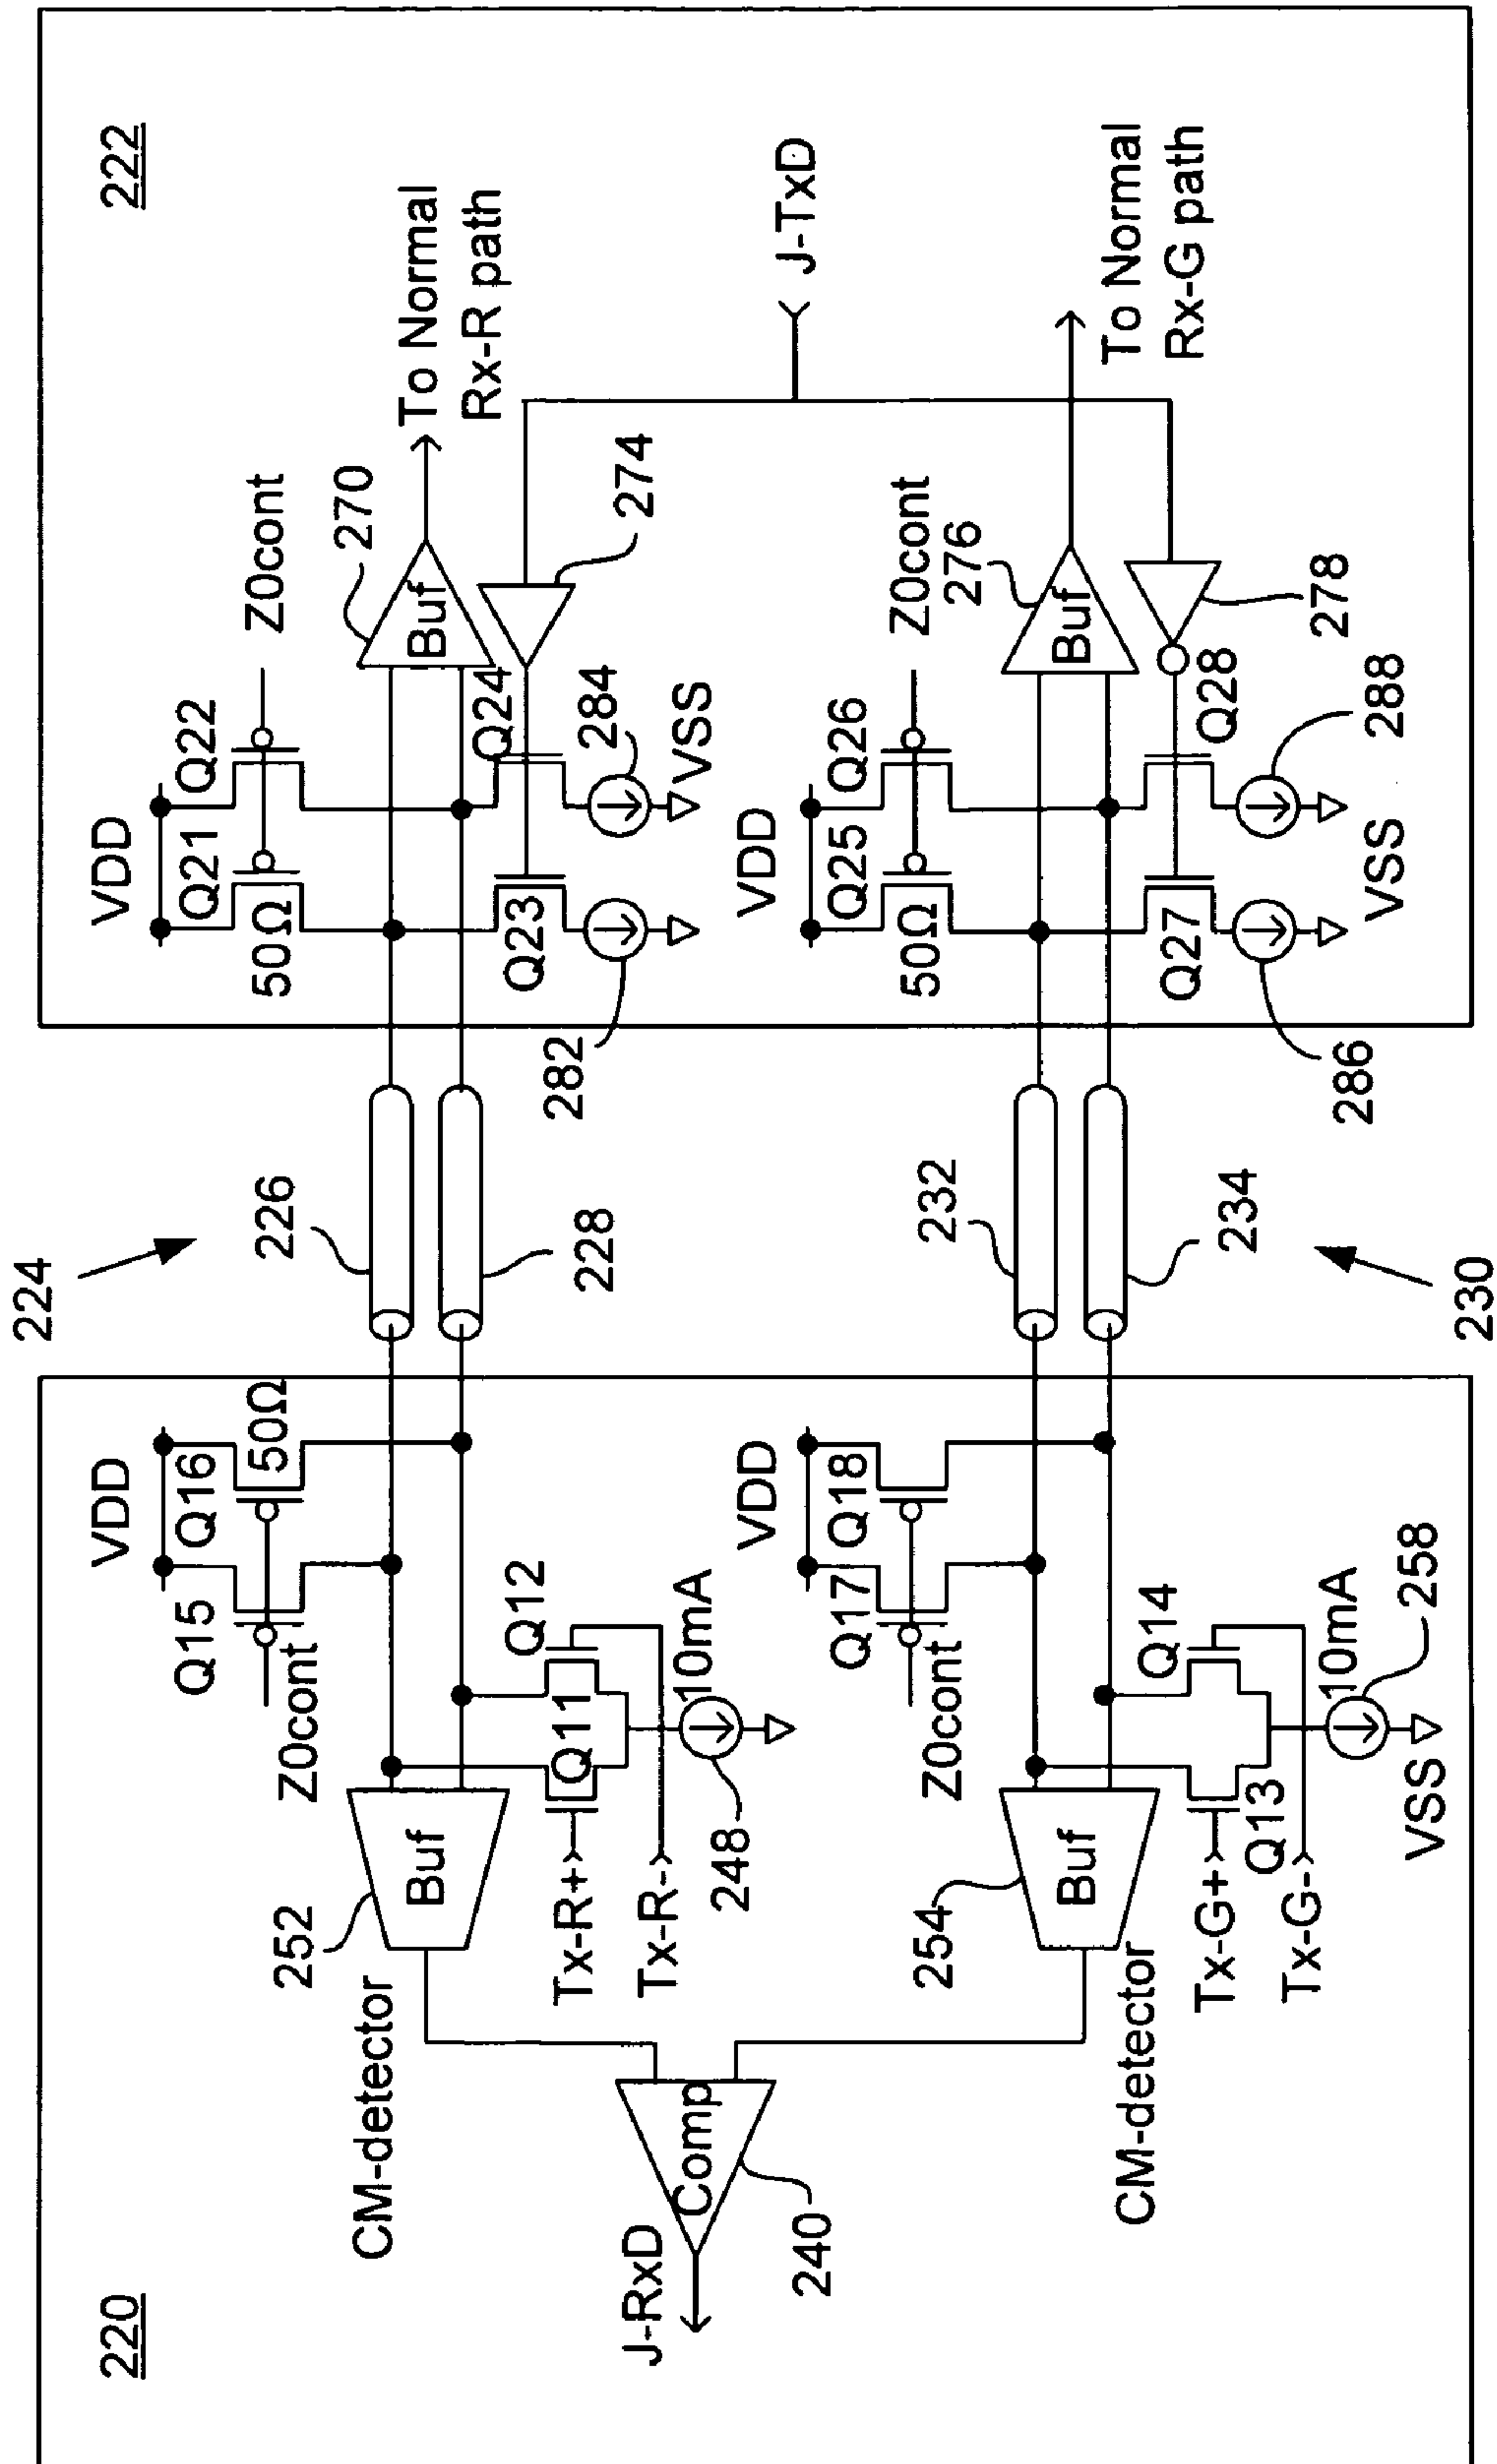 220
J-RxD
240
Comp
CM-detector
252
Buf
Tx-R+
Tx-R-
248
10mA
Q11
Q12
Z0cont
Q15
Q16
VDD
50Ω
CM-detector
254
Buf
Tx-G+
Tx-G-
Q13
Q14
10mA
258
VSS
Z0cont
Q17
Q18
VDD
224
226
228
232
234
230
222
VDD
Q21
Q22
50Ω
Z0cont
270
Buf
To Normal
Rx-R path
Q23
Q24
274
282
284
VSS
J-TxD
VDD
Q25
Q26
50Ω
Z0cont
276
Buf
To Normal
Rx-G path
Q27
Q28
278
286
288
VSS